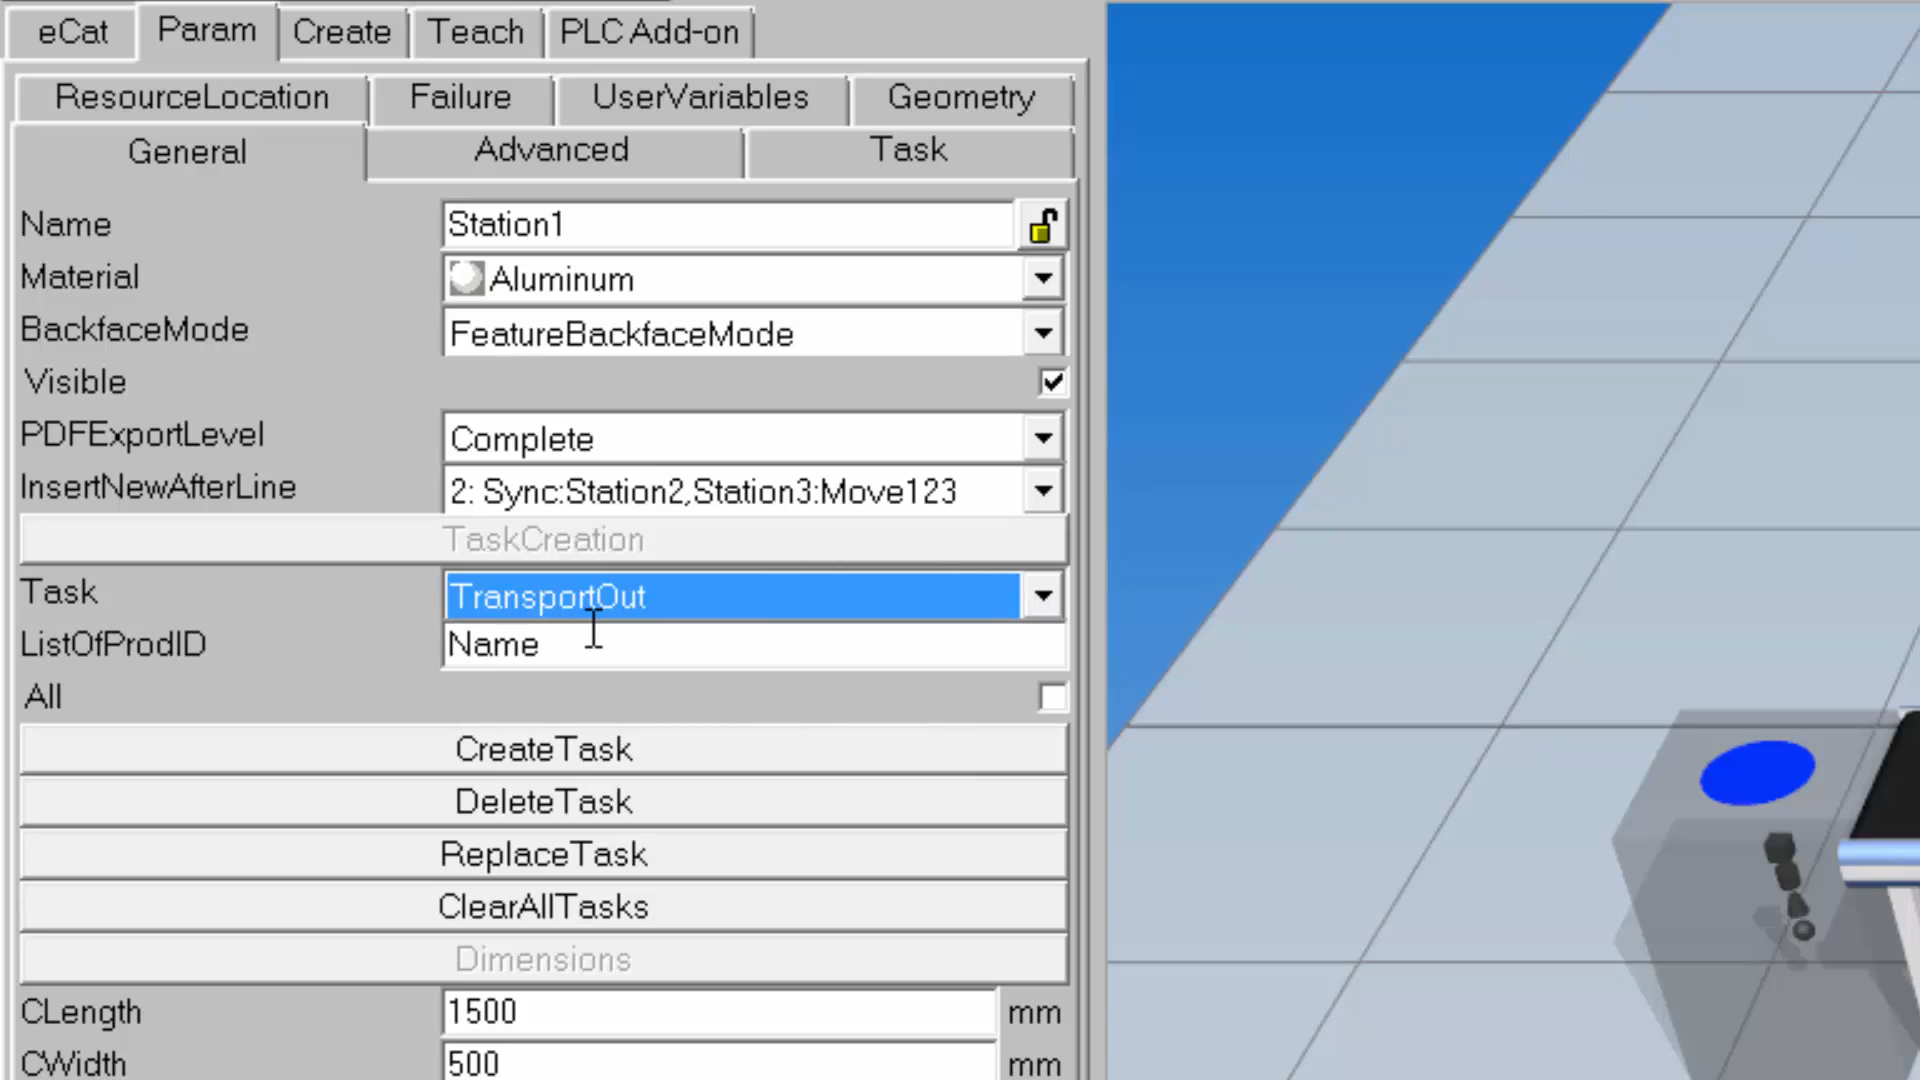 eCat Param Create Teach PLC Add-on
ResourceLocation Failure UserVariables Geometry
General Advanced Task
Name Station1
Material Aluminum
BackfaceMode FeatureBackfaceMode
Visible
PDFExportLevel Complete
InsertNewAfterLine 2: Sync:Station2,Station3:Move123
TaskCreation
Task TransportOut
ListOfProdID Name
All
CreateTask
DeleteTask
ReplaceTask
ClearAllTasks
Dimensions
CLength 1500 mm
CWidth 500 mm